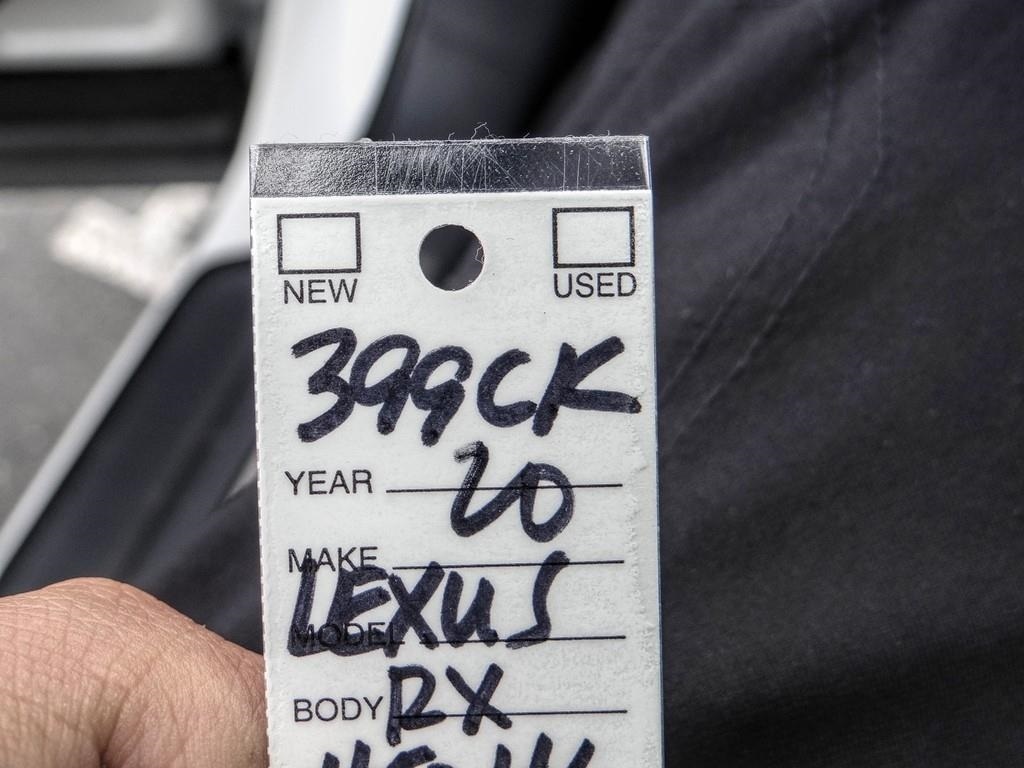 NEW USED
399CK
YEAR 20
MAKE
LEXUS
MODEL
RX
BODY